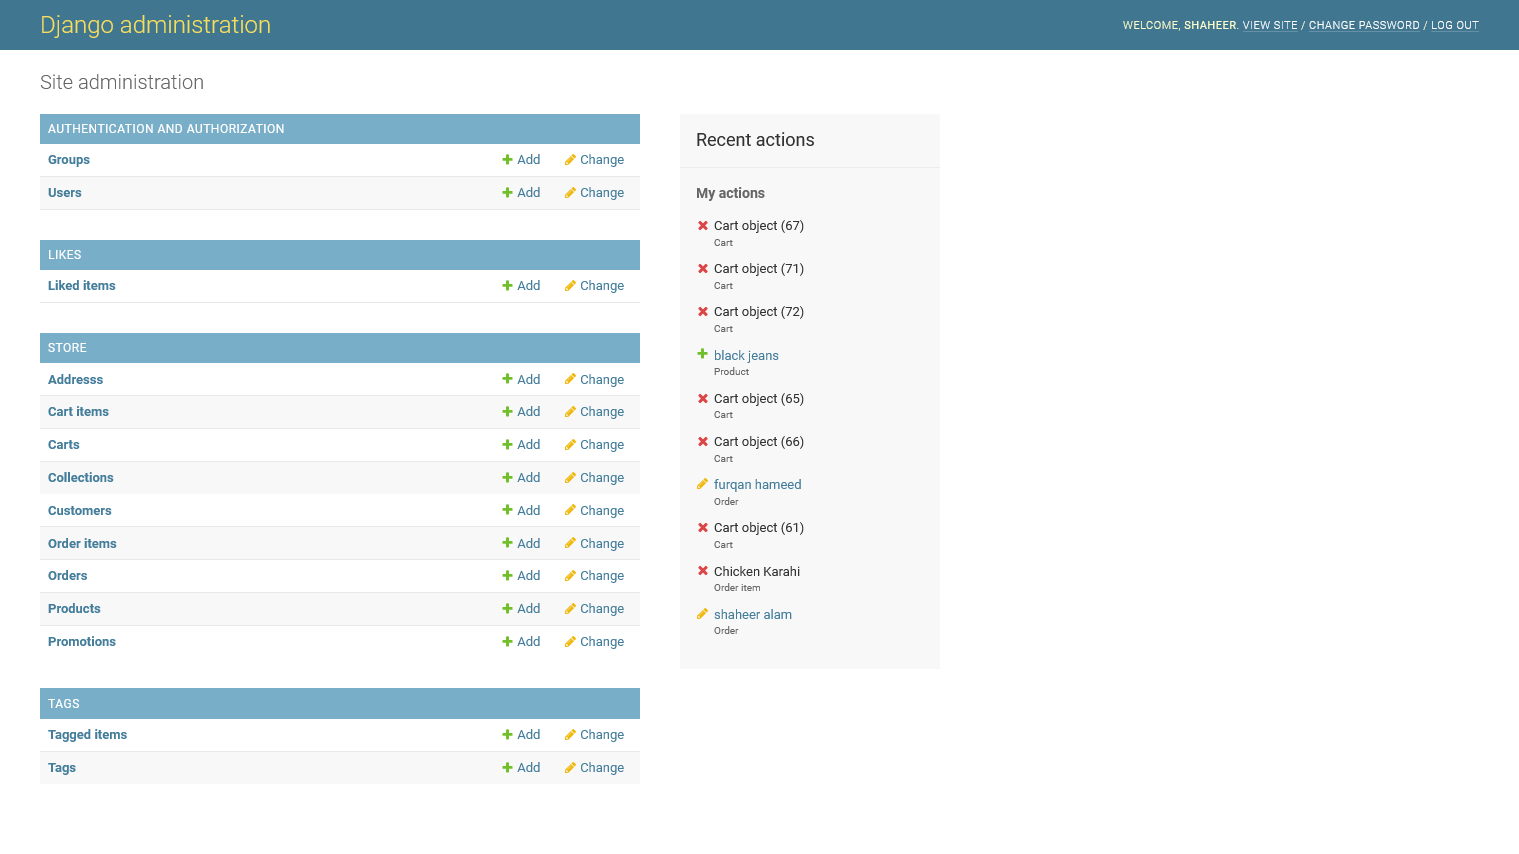 Django administration
WELCOME, SHAHEER. VIEW SITE / CHANGE PASSWORD / LOG OUT
Site administration
AUTHENTICATION AND AUTHORIZATION
Groups Add Change
Users Add Change
LIKES
Liked items Add Change
STORE
Addresss Add Change
Cart items Add Change
Carts Add Change
Collections Add Change
Customers Add Change
Order items Add Change
Orders Add Change
Products Add Change
Promotions Add Change
TAGS
Tagged items Add Change
Tags Add Change
Recent actions
My actions
Cart object (67)
Cart
Cart object (71)
Cart
Cart object (72)
Cart
black jeans
Product
Cart object (65)
Cart
Cart object (66)
Cart
furqan hameed
Order
Cart object (61)
Cart
Chicken Karahi
Order item
shaheer alam
Order